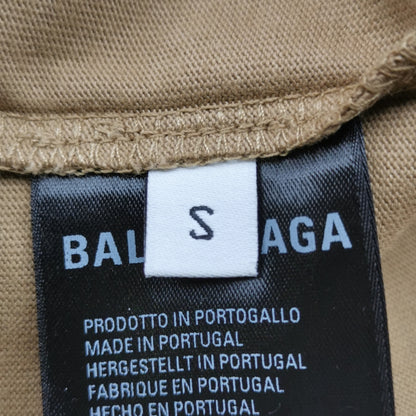 S
BAL AGA
PRODOTTO IN PORTOGALLO
MADE IN PORTUGAL
HERGESTELLT IN PORTUGAL
FABRIQUE EN PORTUGAL
HECHO EN PORTUGAL